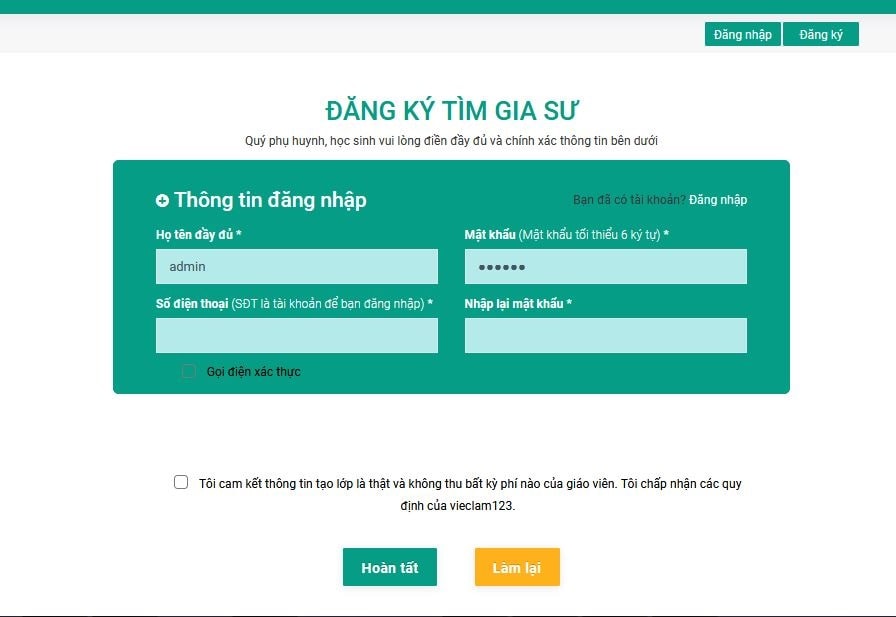 Đăng nhập Đăng ký
ĐĂNG KÝ TÌM GIA SƯ
Quý phụ huynh, học sinh vui lòng điền đầy đủ và chính xác thông tin bên dưới
Thông tin đăng nhập
Bạn đã có tài khoản? Đăng nhập
Họ tên đầy đủ *
Mật khẩu (Mật khẩu tối thiểu 6 ký tự) *
admin
••••••
Số điện thoại (SĐT là tài khoản để bạn đăng nhập) *
Nhập lại mật khẩu *
Gọi điện xác thực
Tôi cam kết thông tin tạo lớp là thật và không thu bất kỳ phí nào của giáo viên. Tôi chấp nhận các quy
định của vieclam123.
Hoàn tất
Làm lại